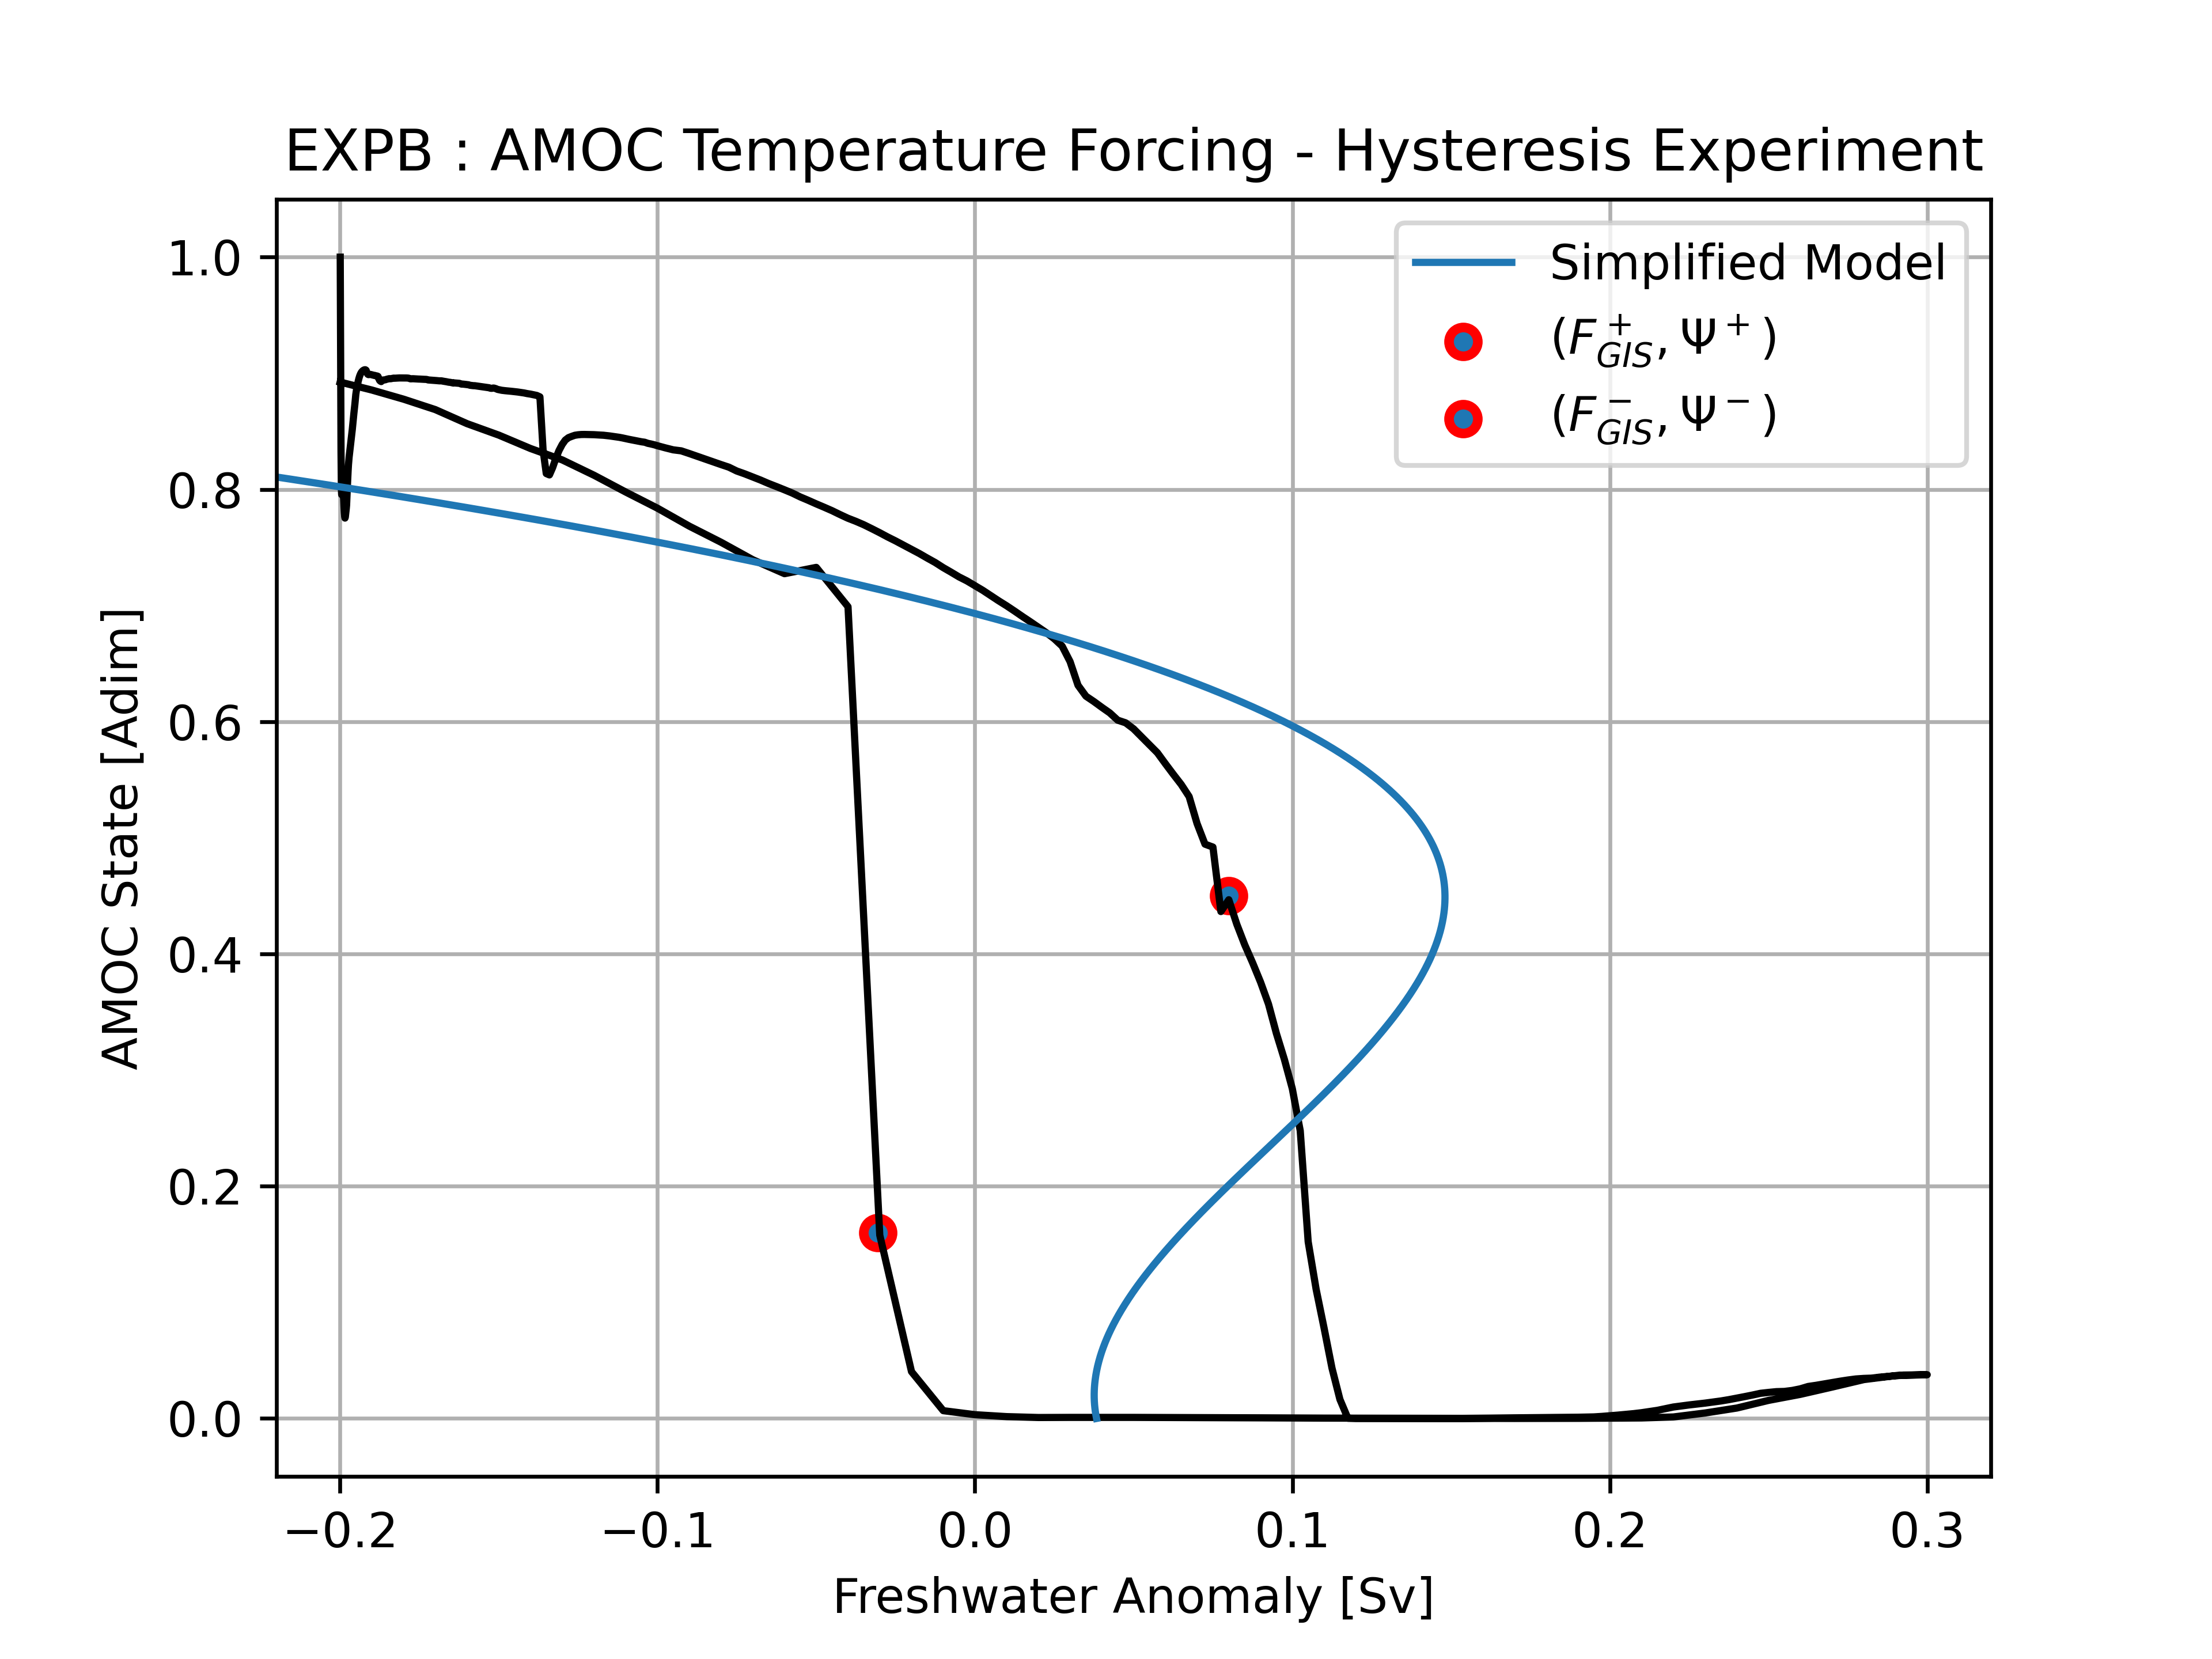 EXPB : AMOC Temperature Forcing - Hysteresis Experiment
Simplified Model
(F⁺_GIS, Ψ⁺)
(F⁻_GIS, Ψ⁻)
AMOC State [Adim]
1.0
0.8
0.6
0.4
0.2
0.0
−0.2 −0.1 0.0 0.1 0.2 0.3
Freshwater Anomaly [Sv]